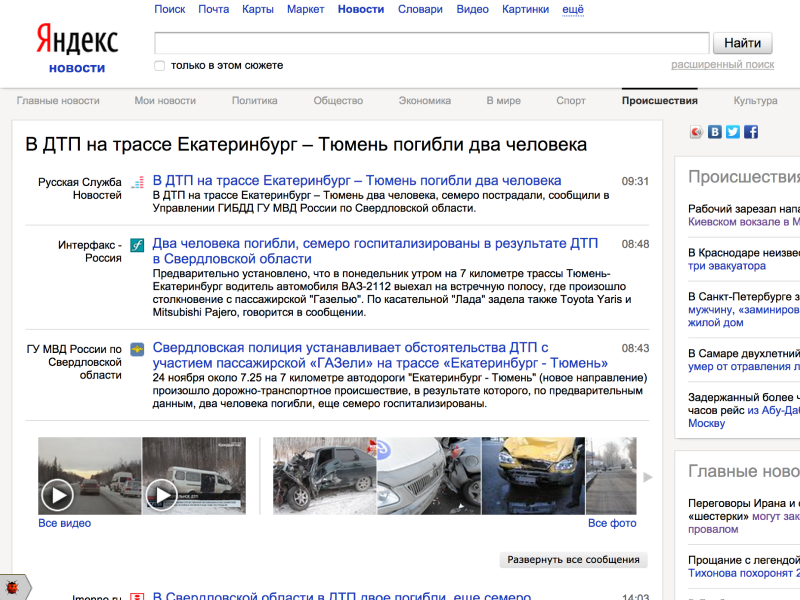 Поиск Почта Карты Маркет Новости Словари Видео Картинки ещё
Яндекс
новости
Найти
только в этом сюжете
расширенный поиск
Главные новости Мои новости Политика Общество Экономика В мире Спорт Происшествия Культура
В ДТП на трассе Екатеринбург – Тюмень погибли два человека
Русская Служба
Новостей
В ДТП на трассе Екатеринбург – Тюмень погибли два человека
09:31
В ДТП на трассе Екатеринбург – Тюмень два человека, семеро пострадали, сообщили в
Управлении ГИБДД ГУ МВД России по Свердловской области.
Интерфакс -
Россия
Два человека погибли, семеро госпитализированы в результате ДТП
в Свердловской области
08:48
Предварительно установлено, что в понедельник утром на 7 километре трассы Тюмень-
Екатеринбург водитель автомобиля ВАЗ-2112 выехал на встречную полосу, где произошло
столкновение с пассажирской "Газелью". По касательной "Лада" задела также Toyota Yaris и
Mitsubishi Pajero, говорится в сообщении.
ГУ МВД России по
Свердловской
области
Свердловская полиция устанавливает обстоятельства ДТП с
участием пассажирской «ГАЗели» на трассе «Екатеринбург - Тюмень»
08:43
24 ноября около 7.25 на 7 километре автодороги "Екатеринбург - Тюмень" (новое направление)
произошло дорожно-транспортное происшествие, в результате которого, по предварительным
данным, два человека погибли, еще семеро госпитализированы.
Все видео
Все фото
Развернуть все сообщения
В Свердловской области в ДТП двое погибли, еще семеро
14:03
Происшествия
Рабочий зарезал напа
Киевском вокзале в М
В Краснодаре неизвес
три эвакуатора
В Санкт-Петербурге з
мужчину, «заминиров
жилой дом
В Самаре двухлетний
умер от отравления л
Задержанный более ч
часов рейс из Абу-Даб
Москву
Главные ново
Переговоры Ирана и с
«шестерки» могут зак
провалом
Прощание с легендой
Тихонова похоронят 2